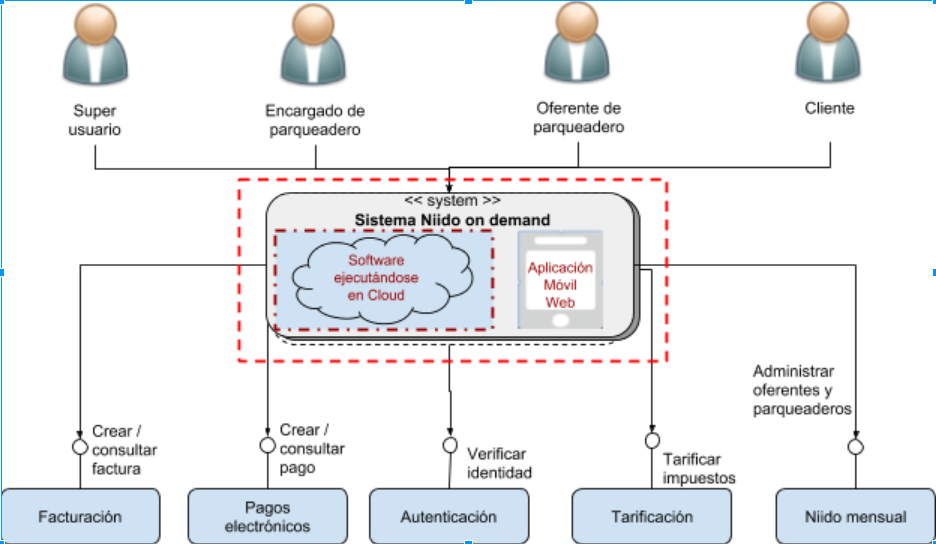 Super
usuario
Encargado de
parqueadero
Oferente de
parqueadero
Cliente
<< system >>
Sistema Niido on demand
Software
ejecutándose
en Cloud
Aplicación
Móvil
Web
Administrar
oferentes y
parqueaderos
Crear /
consultar
factura
Crear /
consultar
pago
Verificar
identidad
Tarificar
impuestos
Facturación
Pagos
electrónicos
Autenticación
Tarificación
Niido mensual